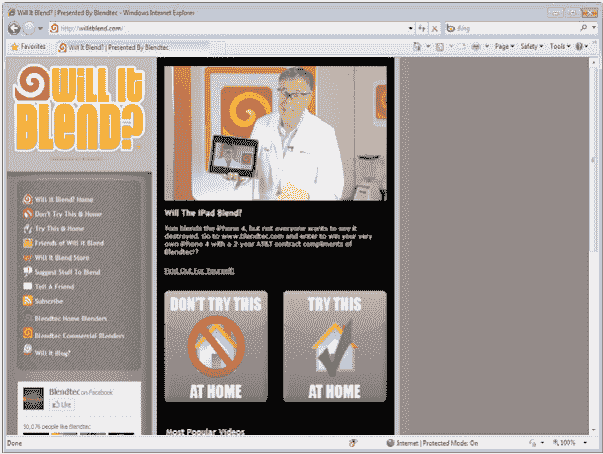 Will It Blend? | Presented By Blendtec - Windows Internet Explorer
http://willitblend.com/
Bing
Favorites
Will It Blend? | Presented By Blendtec
Page
Safety
Tools
WILL IT
BLEND?
Will It Blend? Home
Don't Try This @ Home
Try This @ Home
Friends of Will It Blend
Will It Blend Store
Suggest Stuff To Blend
Tell A Friend
Subscribe
Blendtec Home Blenders
Blendtec Commercial Blenders
Will It Blog?
Blendtec on Facebook
Like
people like Blendtec
Will The iPad Blend?
Tom blends the iPhone 4, but not everyone wants to see it
destroyed. Go to www.blendtec.com and enter to win your very
own iPhone 4 with a 2 year AT&T contract compliments of
Blendtec!?
Find Out For Yourself!
DON'T TRY THIS
AT HOME
TRY THIS
AT HOME
Most Popular Videos
Done
Internet | Protected Mode: On
100%